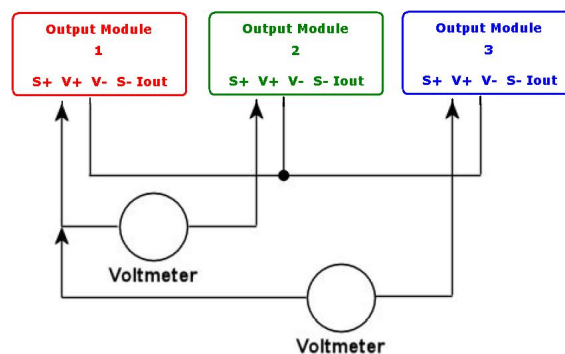 Output Module
1
S+ V+ V- S- Iout
Output Module
2
S+ V+ V- S- Iout
Output Module
3
S+ V+ V- S- Iout
Voltmeter
Voltmeter